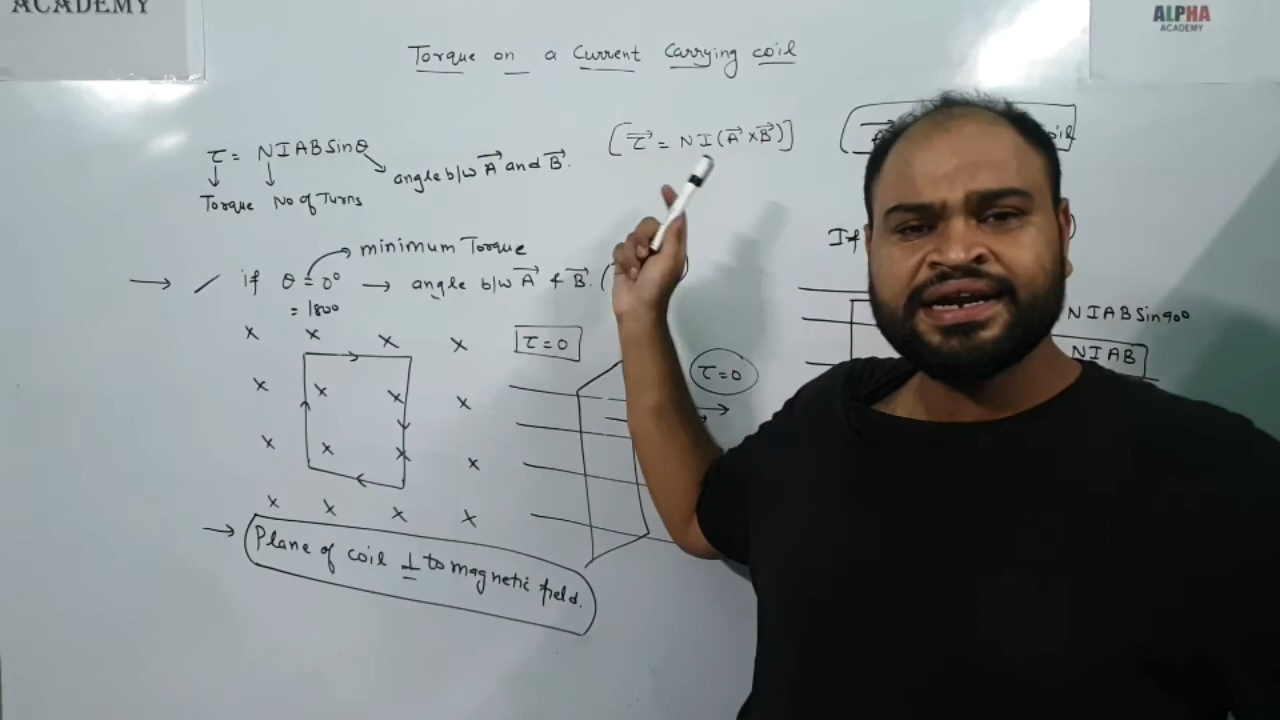 ACADEMY
ALPHA
ACADEMY
Torque on a Current Carrying coil
τ = NIABSinθ
angle b/w A⃗ and B⃗.
Torque No of Turns
[τ⃗ = NI(A⃗ × B⃗)]
minimum Torque
if θ = 0° → angle b/w A⃗ & B⃗.
= 180°
τ = 0
τ = 0
Plane of coil ⊥ to magnetic field.
If
NIABSin90°
NIAB